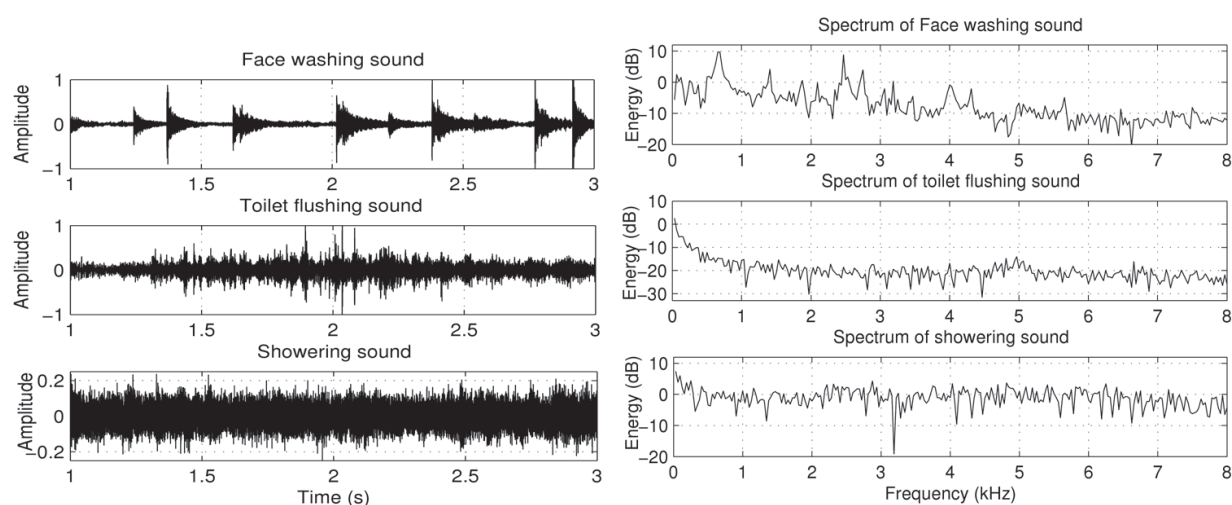 Face washing sound
Amplitude
1
0
−1
1 1.5 2 2.5 3
Toilet flushing sound
Amplitude
1
0
−1
1 1.5 2 2.5 3
Showering sound
Amplitude
0.2
0
−0.2
1 1.5 2 2.5 3
Time (s)
Spectrum of Face washing sound
Energy (dB)
10
0
−10
−20
0 1 2 3 4 5 6 7 8
Spectrum of toilet flushing sound
Energy (dB)
10
0
−10
−20
−30
0 1 2 3 4 5 6 7 8
Spectrum of showering sound
Energy (dB)
10
0
−10
−20
0 1 2 3 4 5 6 7 8
Frequency (kHz)